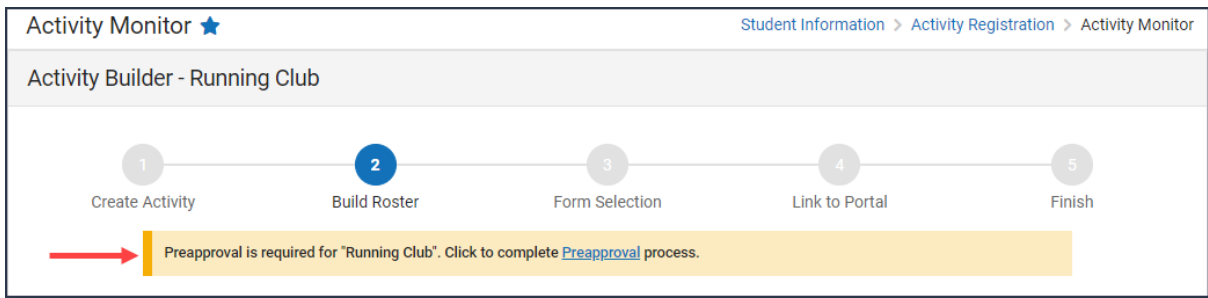 Activity Monitor
Student Information > Activity Registration > Activity Monitor
Activity Builder - Running Club
1
2
3
4
5
Create Activity
Build Roster
Form Selection
Link to Portal
Finish
Preapproval is required for "Running Club". Click to complete Preapproval process.